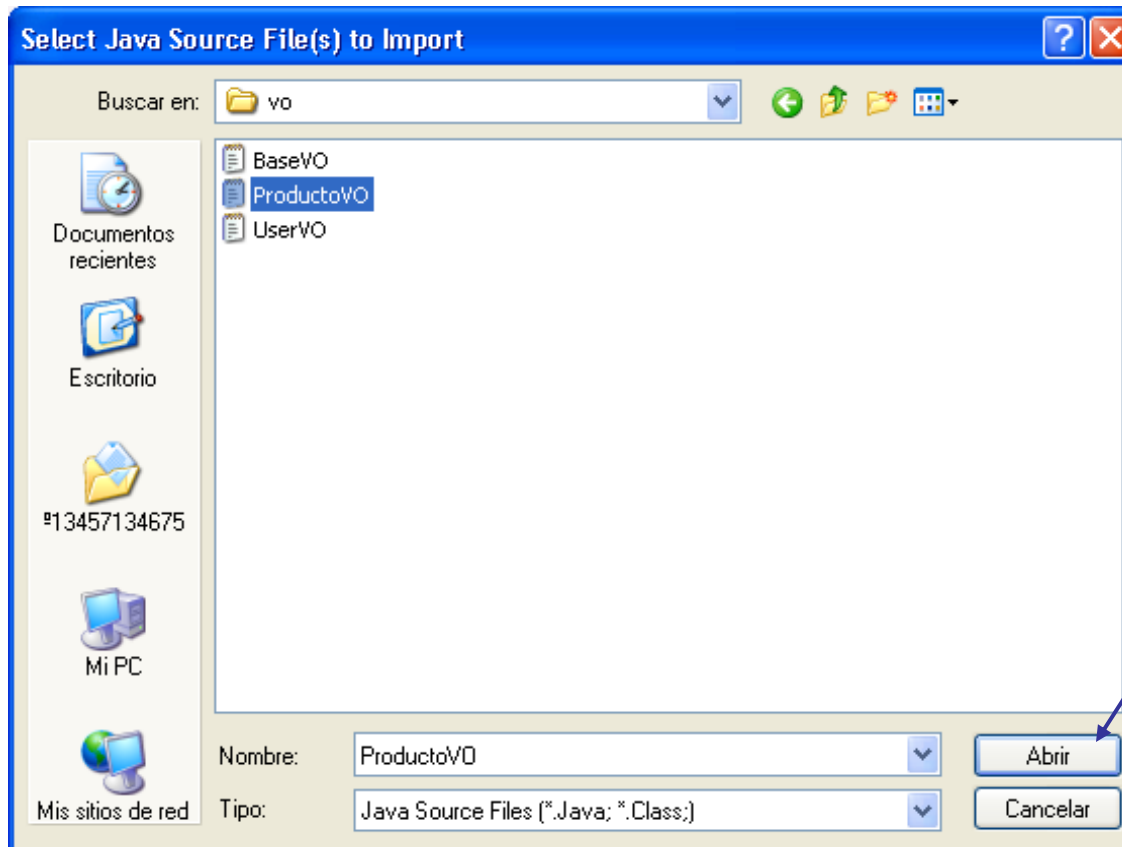 Select Java Source File(s) to Import
Buscar en: vo
BaseVO
ProductoVO
UserVO
Documentos
recientes
Escritorio
º13457134675
Mi PC
Mis sitios de red
Nombre: ProductoVO Abrir
Tipo: Java Source Files (*.Java; *.Class;) Cancelar